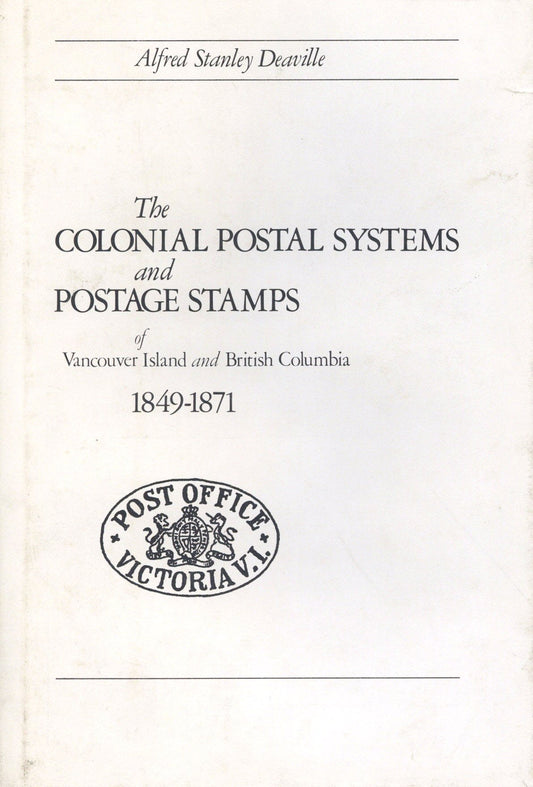 Alfred Stanley Deaville
The
COLONIAL POSTAL SYSTEMS
and
POSTAGE STAMPS
of
Vancouver Island and British Columbia
1849-1871
POST OFFICE
VICTORIA V.I.